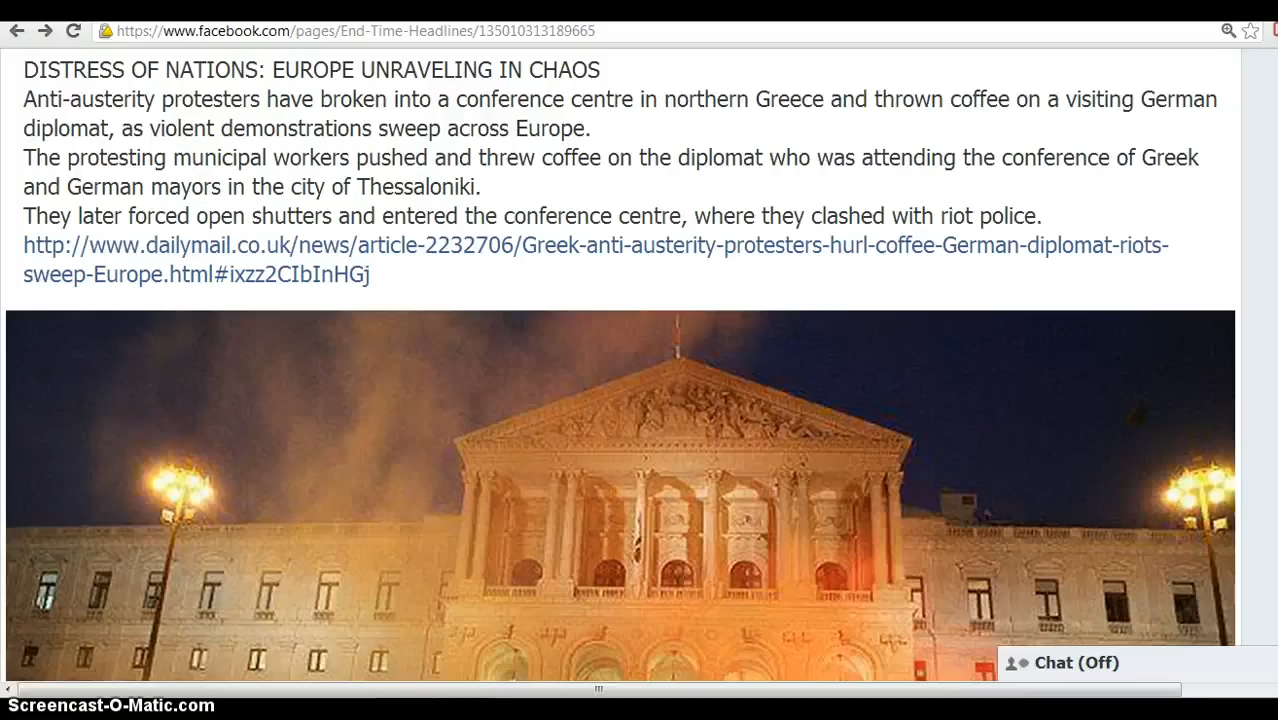 https://www.facebook.com/pages/End-Time-Headlines/135010313189665
DISTRESS OF NATIONS: EUROPE UNRAVELING IN CHAOS
Anti-austerity protesters have broken into a conference centre in northern Greece and thrown coffee on a visiting German
diplomat, as violent demonstrations sweep across Europe.
The protesting municipal workers pushed and threw coffee on the diplomat who was attending the conference of Greek
and German mayors in the city of Thessaloniki.
They later forced open shutters and entered the conference centre, where they clashed with riot police.
http://www.dailymail.co.uk/news/article-2232706/Greek-anti-austerity-protesters-hurl-coffee-German-diplomat-riots-
sweep-Europe.html#ixzz2CIbInHGj
Chat (Off)
Screencast-O-Matic.com